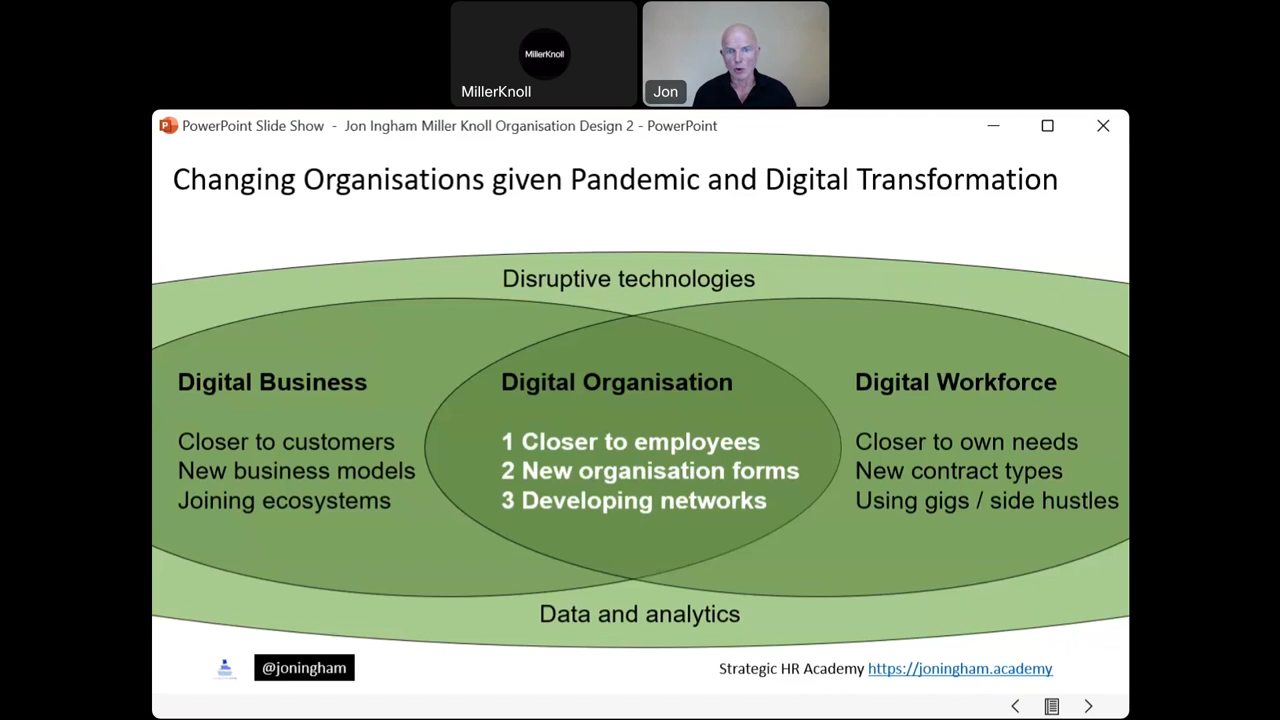 MillerKnoll
MillerKnoll
Jon
PowerPoint Slide Show - Jon Ingham Miller Knoll Organisation Design 2 - PowerPoint
Changing Organisations given Pandemic and Digital Transformation
Disruptive technologies
Digital Business
Closer to customers
New business models
Joining ecosystems
Digital Organisation
1 Closer to employees
2 New organisation forms
3 Developing networks
Digital Workforce
Closer to own needs
New contract types
Using gigs / side hustles
Data and analytics
@joningham
Strategic HR Academy https://joningham.academy